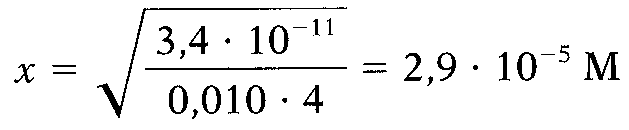 x = √(3,4 · 10⁻¹¹ / 0,010 · 4) = 2,9 · 10⁻⁵ M